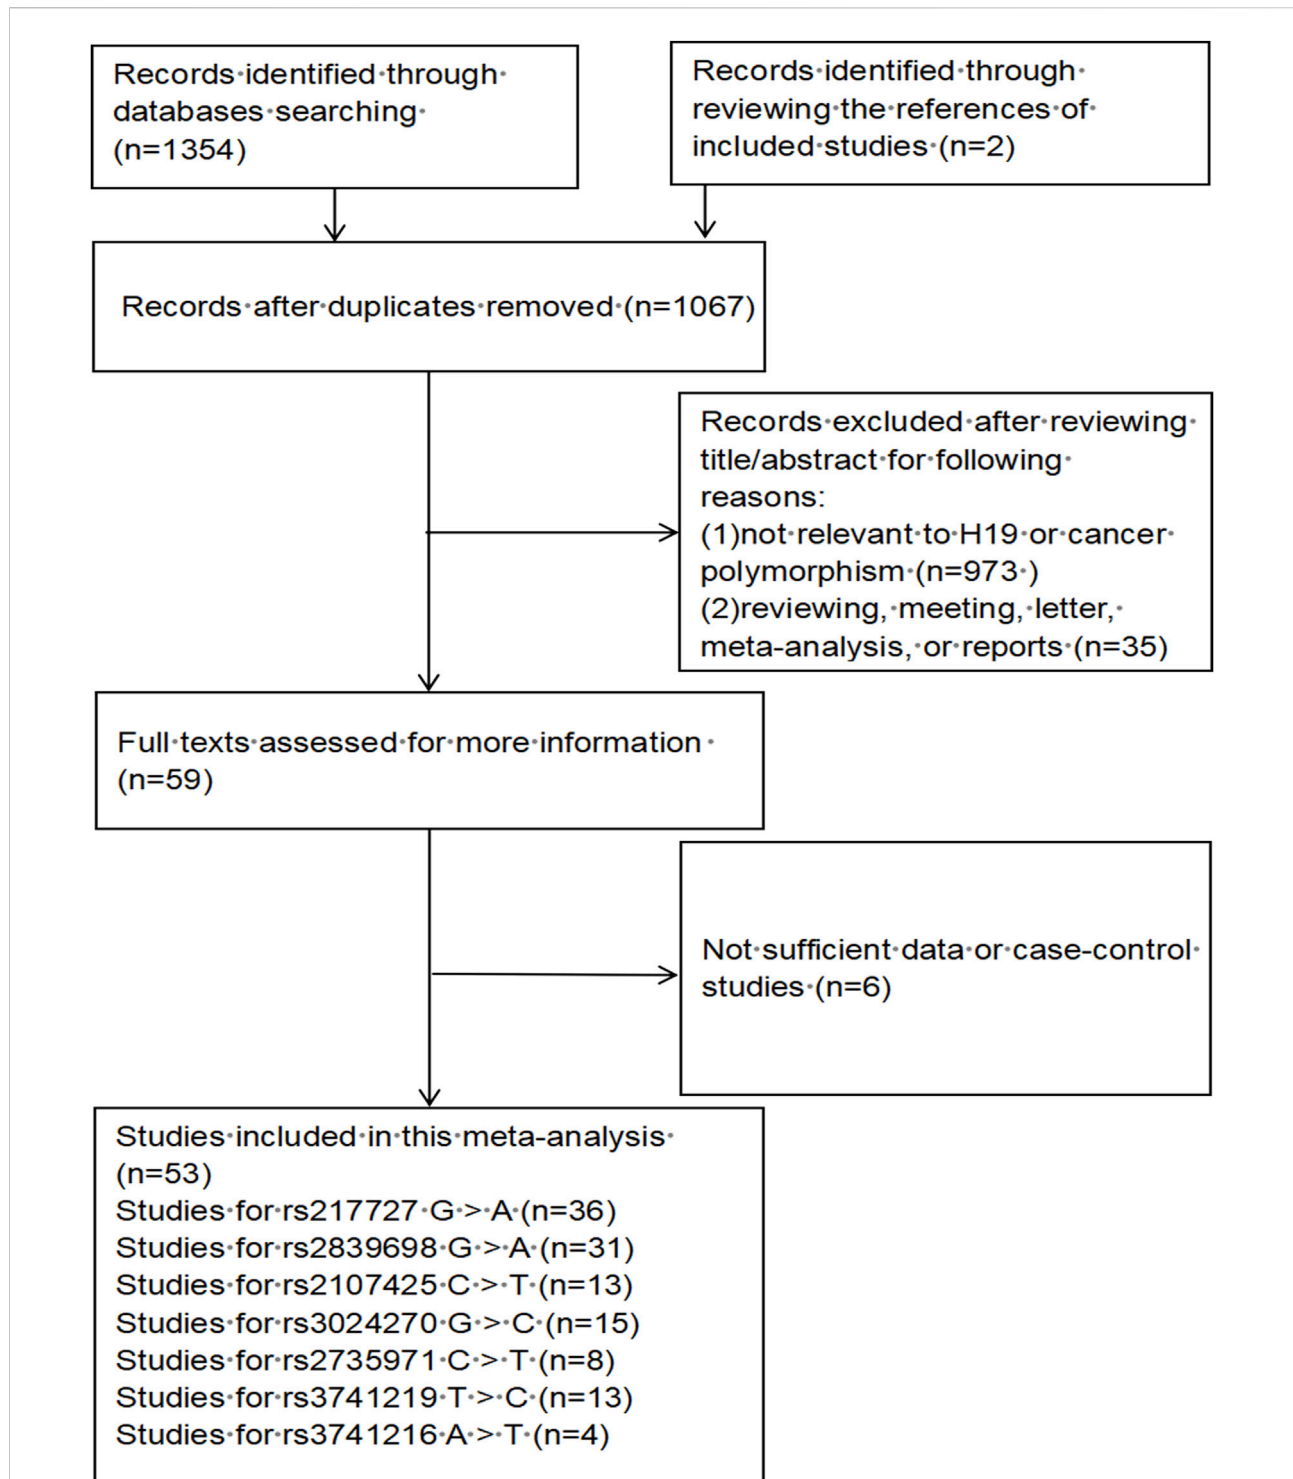 Records identified through
databases searching
(n=1354)
Records identified through
reviewing the references of
included studies (n=2)
Records after duplicates removed (n=1067)
Records excluded after reviewing
title/abstract for following
reasons:
(1)not relevant to H19 or cancer
polymorphism (n=973 )
(2)reviewing, meeting, letter,
meta-analysis, or reports (n=35)
Full texts assessed for more information
(n=59)
Not sufficient data or case-control
studies (n=6)
Studies included in this meta-analysis
(n=53)
Studies for rs217727 G > A (n=36)
Studies for rs2839698 G > A (n=31)
Studies for rs2107425 C > T (n=13)
Studies for rs3024270 G > C (n=15)
Studies for rs2735971 C > T (n=8)
Studies for rs3741219 T > C (n=13)
Studies for rs3741216 A > T (n=4)